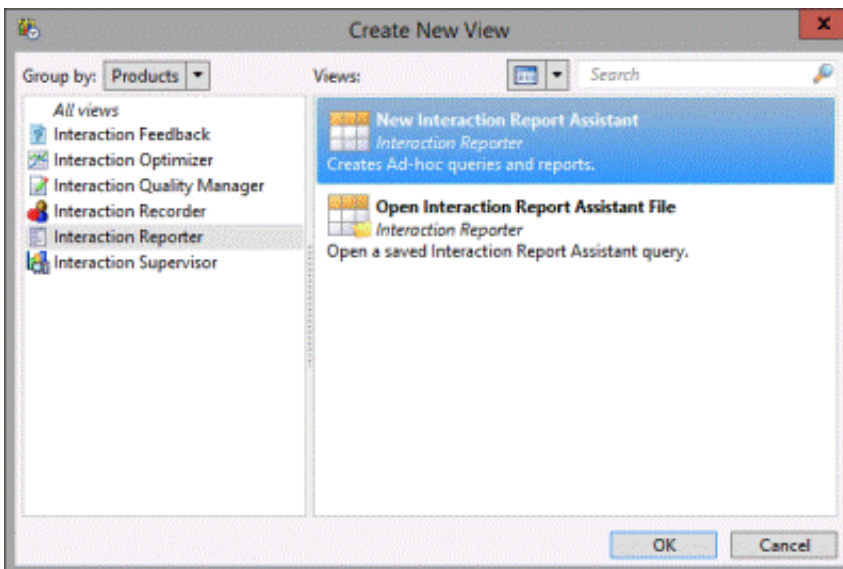 Create New View
Group by: Products
Views:
Search
All views
Interaction Feedback
Interaction Optimizer
Interaction Quality Manager
Interaction Recorder
Interaction Reporter
Interaction Supervisor
New Interaction Report Assistant
Interaction Reporter
Creates Ad-hoc queries and reports.
Open Interaction Report Assistant File
Interaction Reporter
Open a saved Interaction Report Assistant query.
OK
Cancel